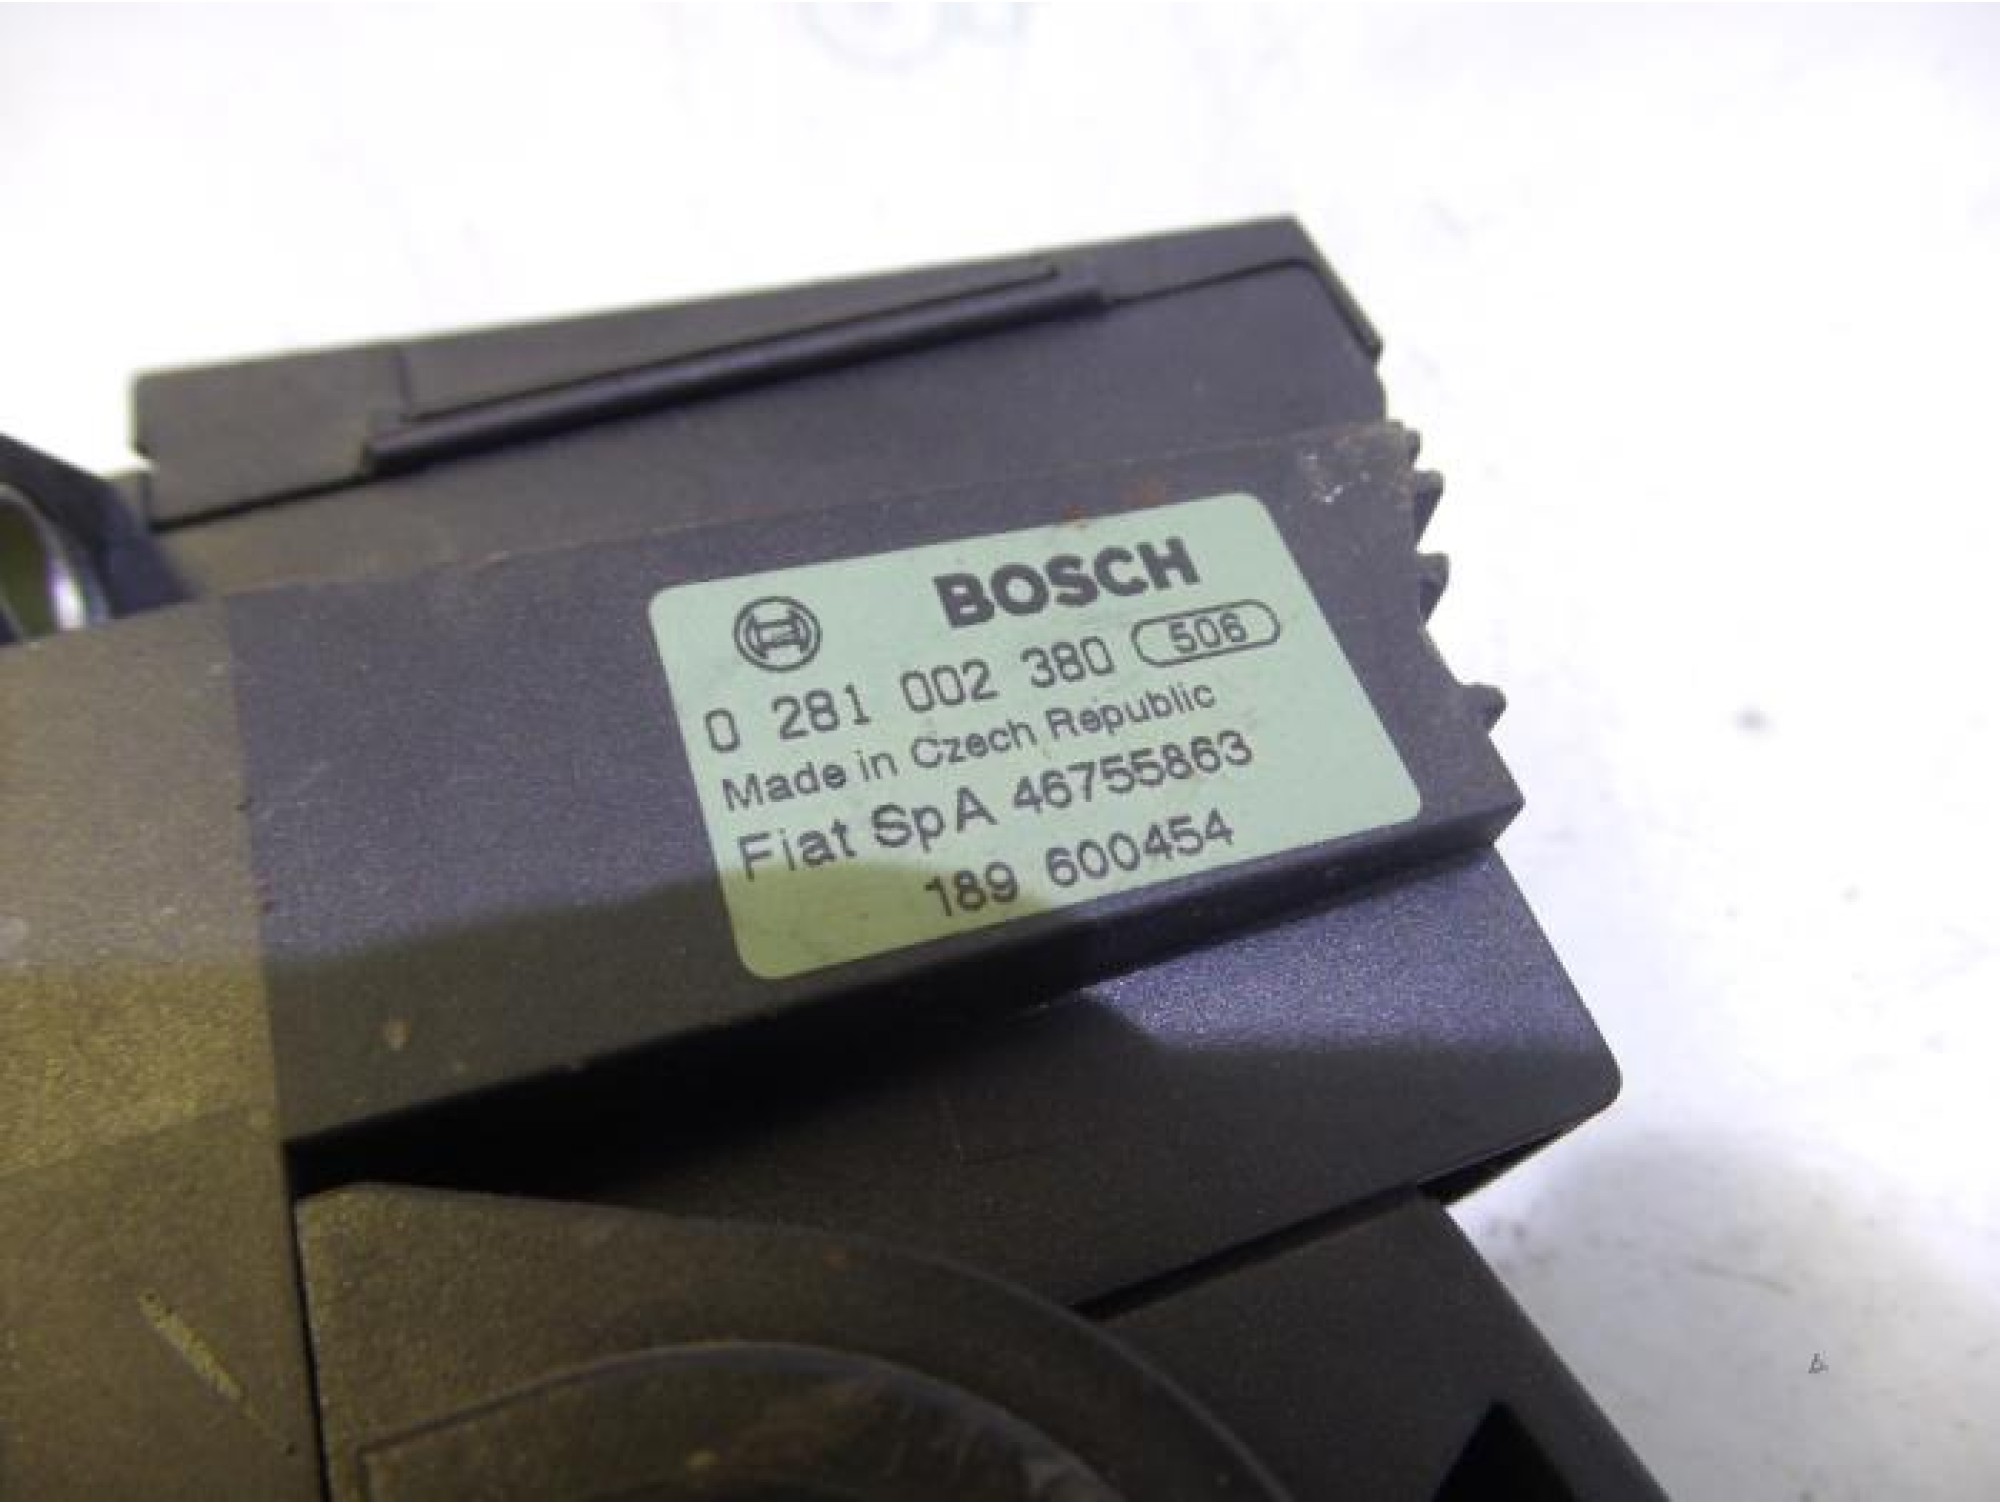 BOSCH
0 281 002 380 506
Made in Czech Republic
Fiat SpA 46755863
189 600454